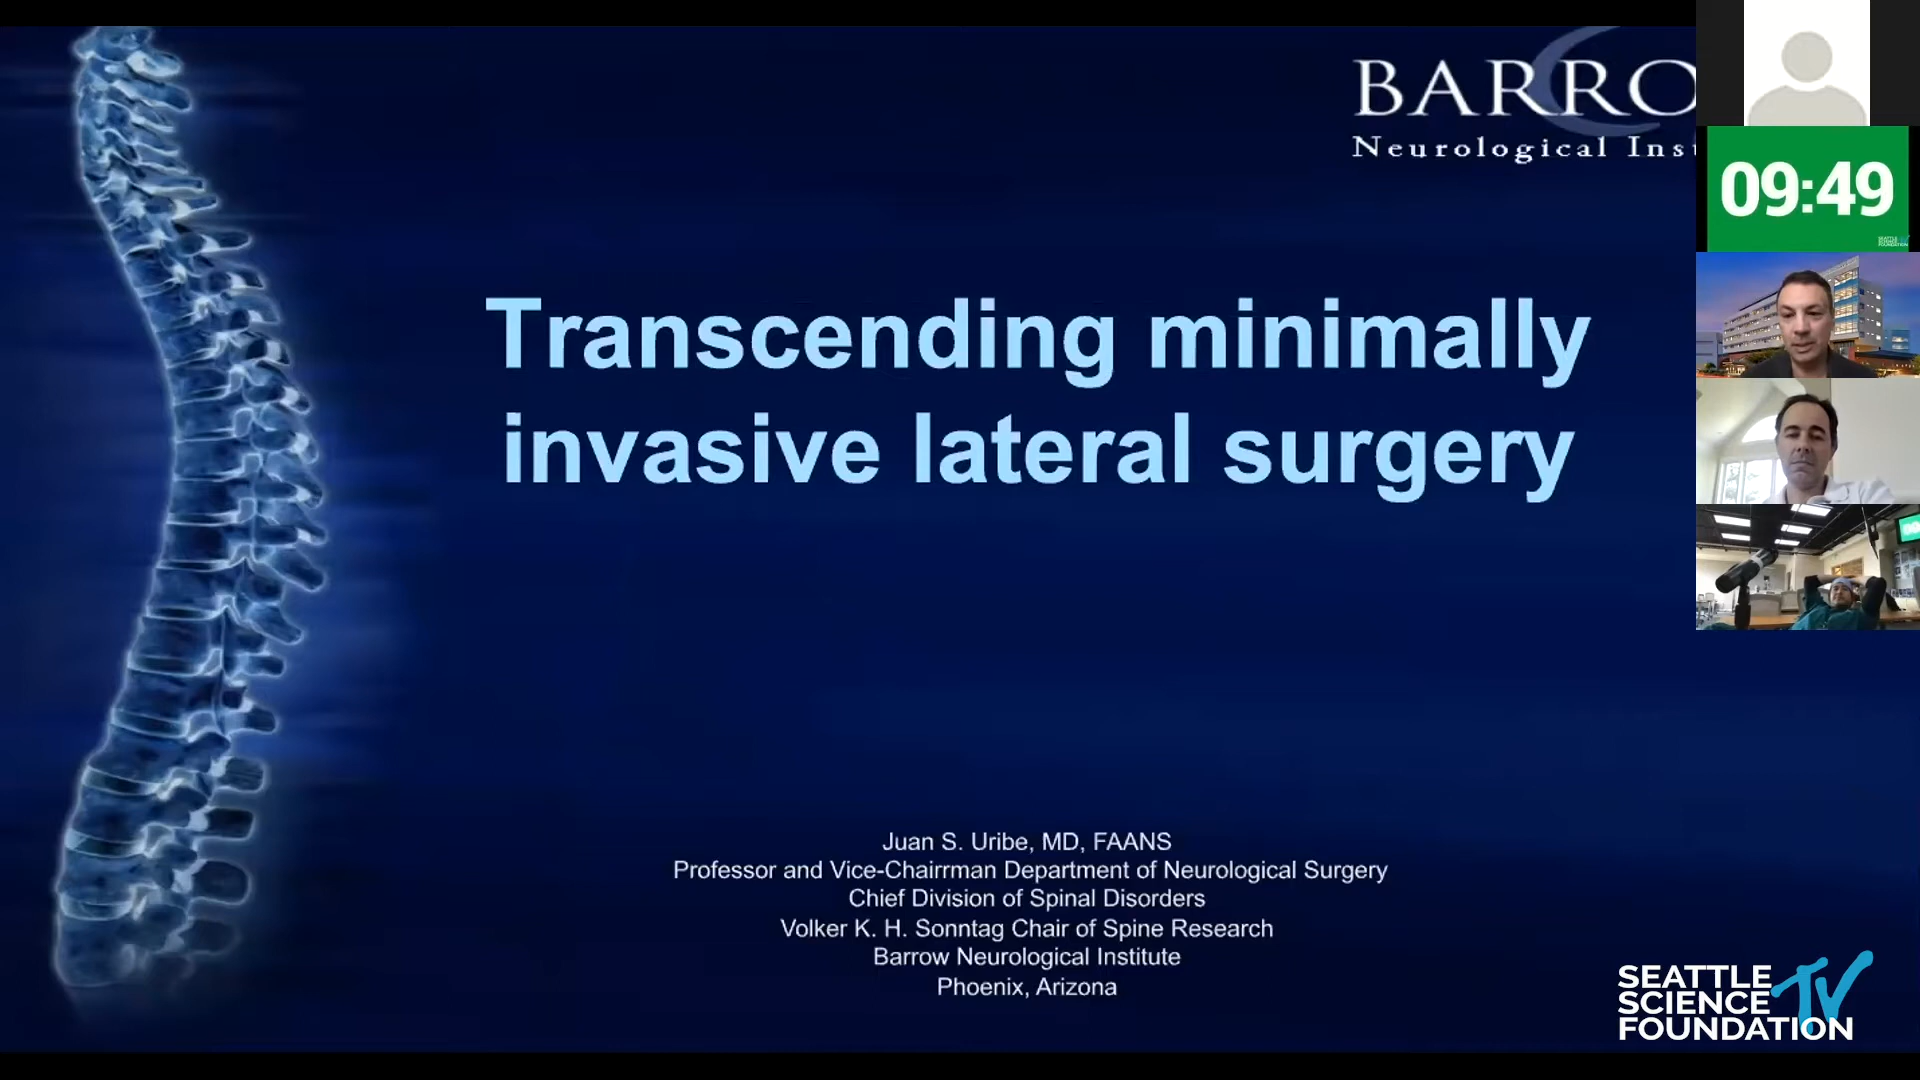 BARRO
Neurological Inst
09:49
Transcending minimally
invasive lateral surgery
Juan S. Uribe, MD, FAANS
Professor and Vice-Chairrman Department of Neurological Surgery
Chief Division of Spinal Disorders
Volker K. H. Sonntag Chair of Spine Research
Barrow Neurological Institute
Phoenix, Arizona
SEATTLE
SCIENCE TV
FOUNDATION